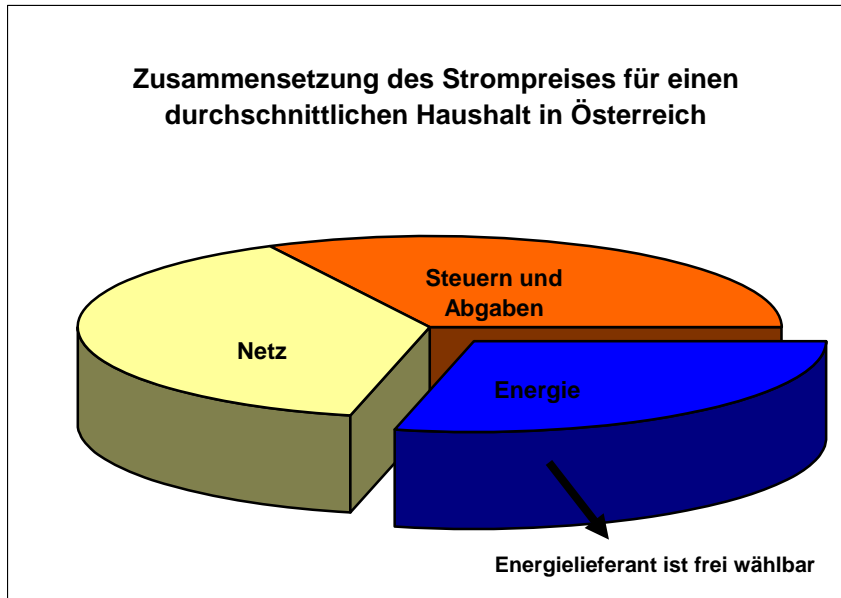 Zusammensetzung des Strompreises für einen
durchschnittlichen Haushalt in Österreich
Steuern und
Abgaben
Netz
Energie
Energielieferant ist frei wählbar